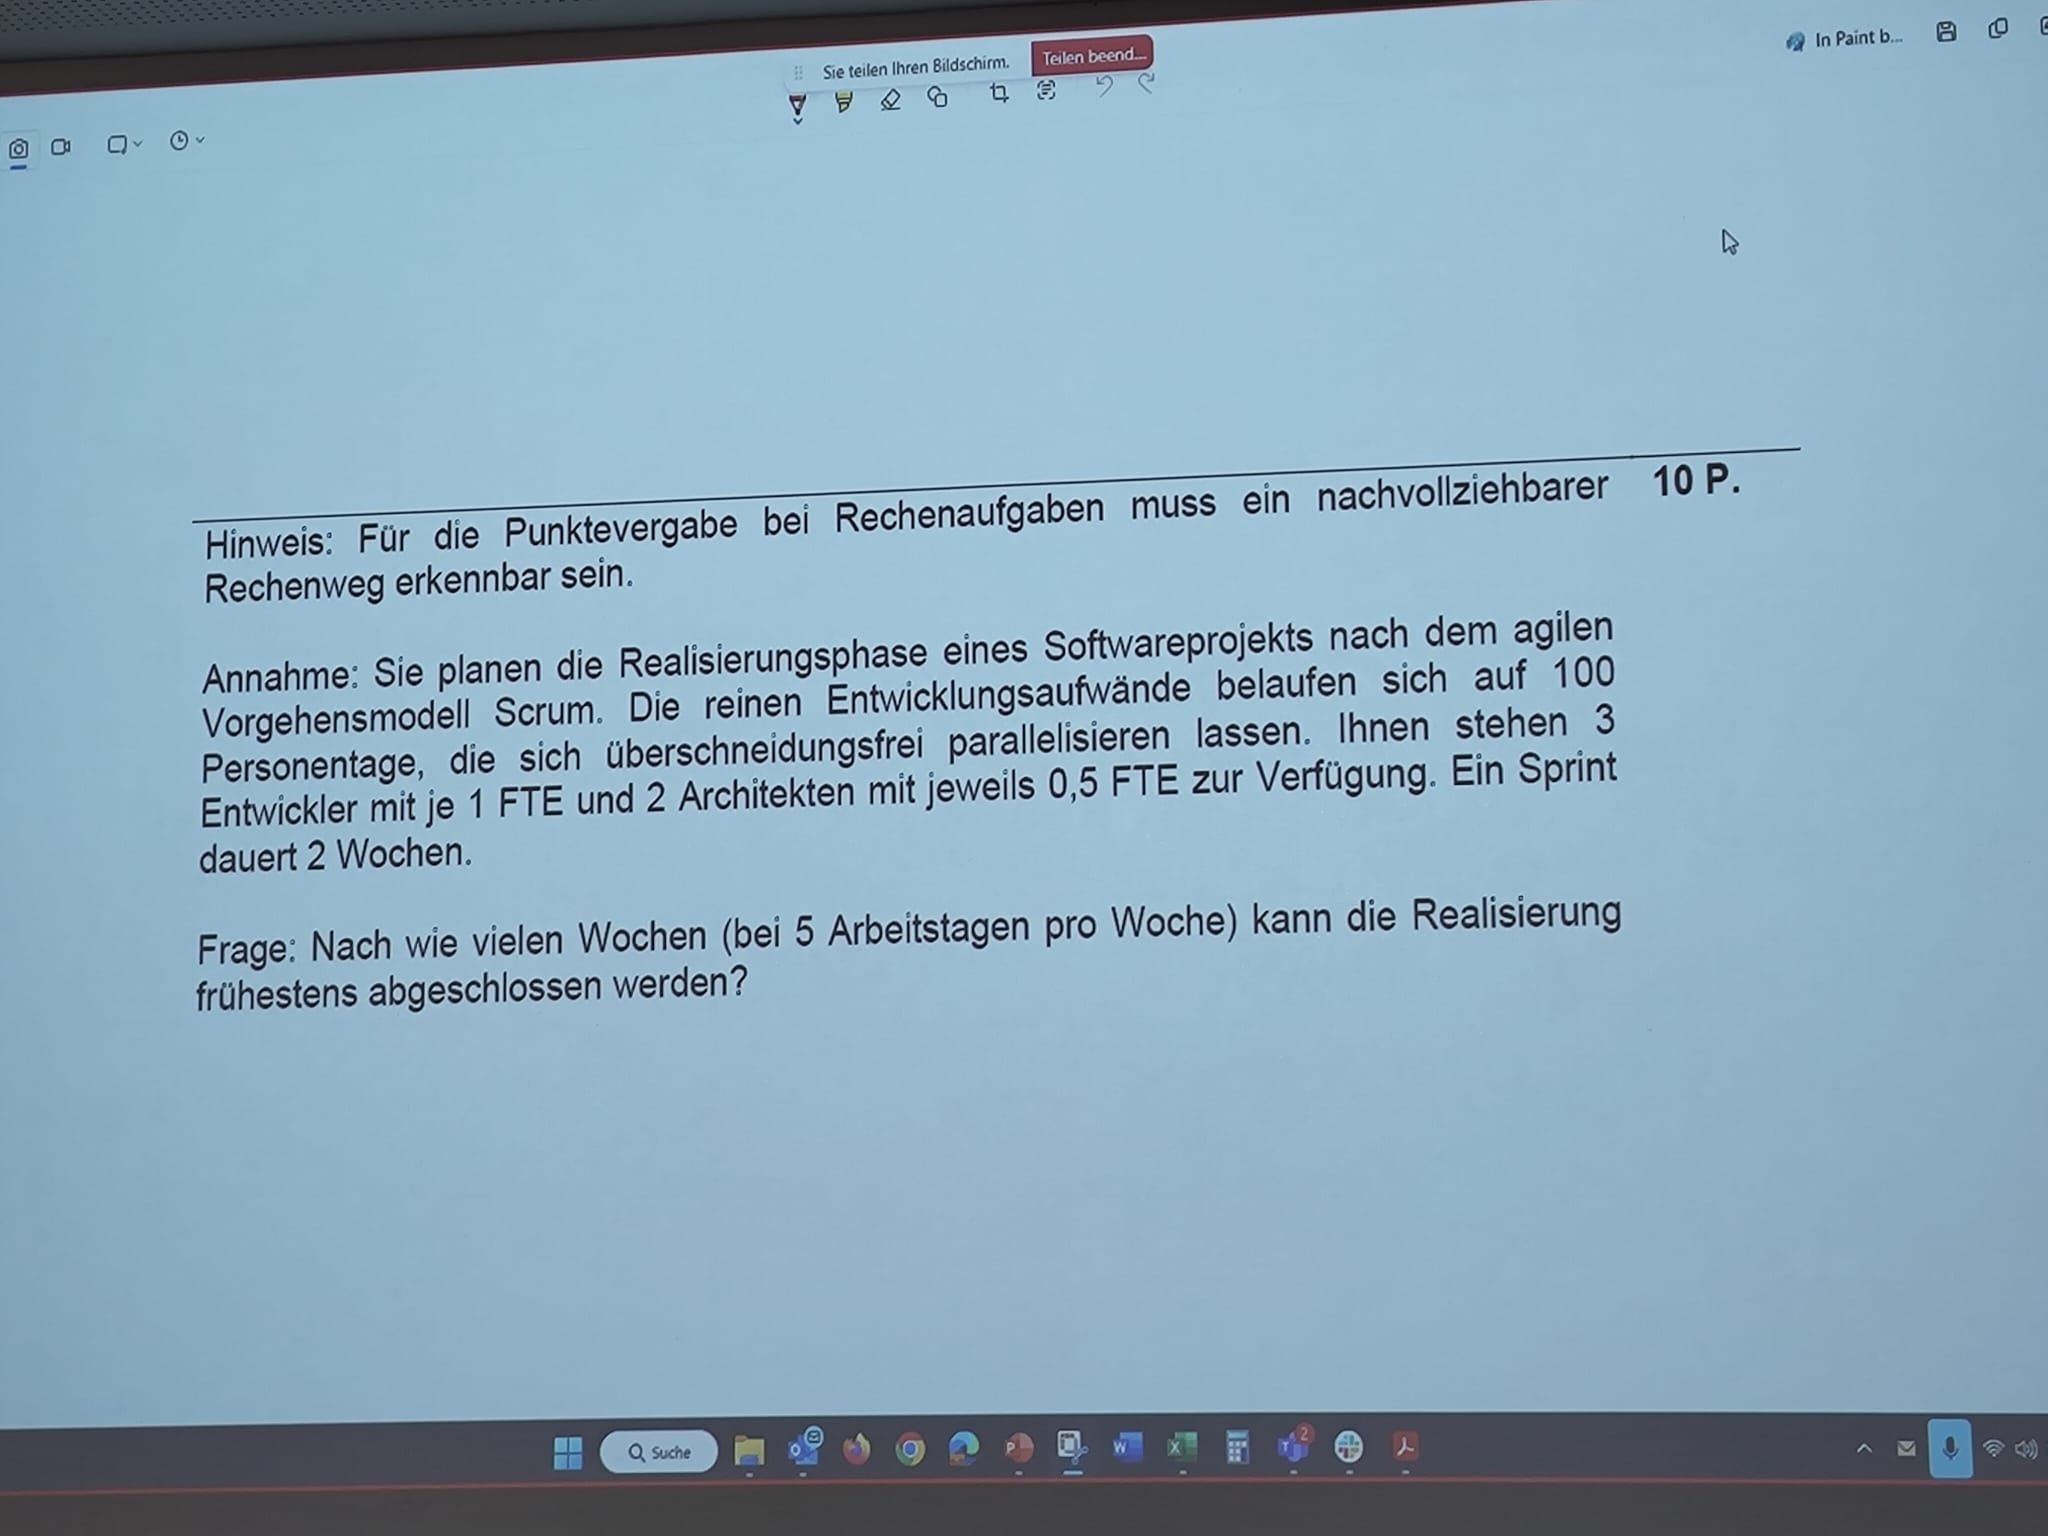 In Paint b...
Sie teilen Ihren Bildschirm. Teilen beend...
Hinweis: Für die Punktevergabe bei Rechenaufgaben muss ein nachvollziehbarer 10 P.
Rechenweg erkennbar sein.
Annahme: Sie planen die Realisierungsphase eines Softwareprojekts nach dem agilen
Vorgehensmodell Scrum. Die reinen Entwicklungsaufwände belaufen sich auf 100
Personentage, die sich überschneidungsfrei parallelisieren lassen. Ihnen stehen 3
Entwickler mit je 1 FTE und 2 Architekten mit jeweils 0,5 FTE zur Verfügung. Ein Sprint
dauert 2 Wochen.
Frage: Nach wie vielen Wochen (bei 5 Arbeitstagen pro Woche) kann die Realisierung
frühestens abgeschlossen werden?
Suche